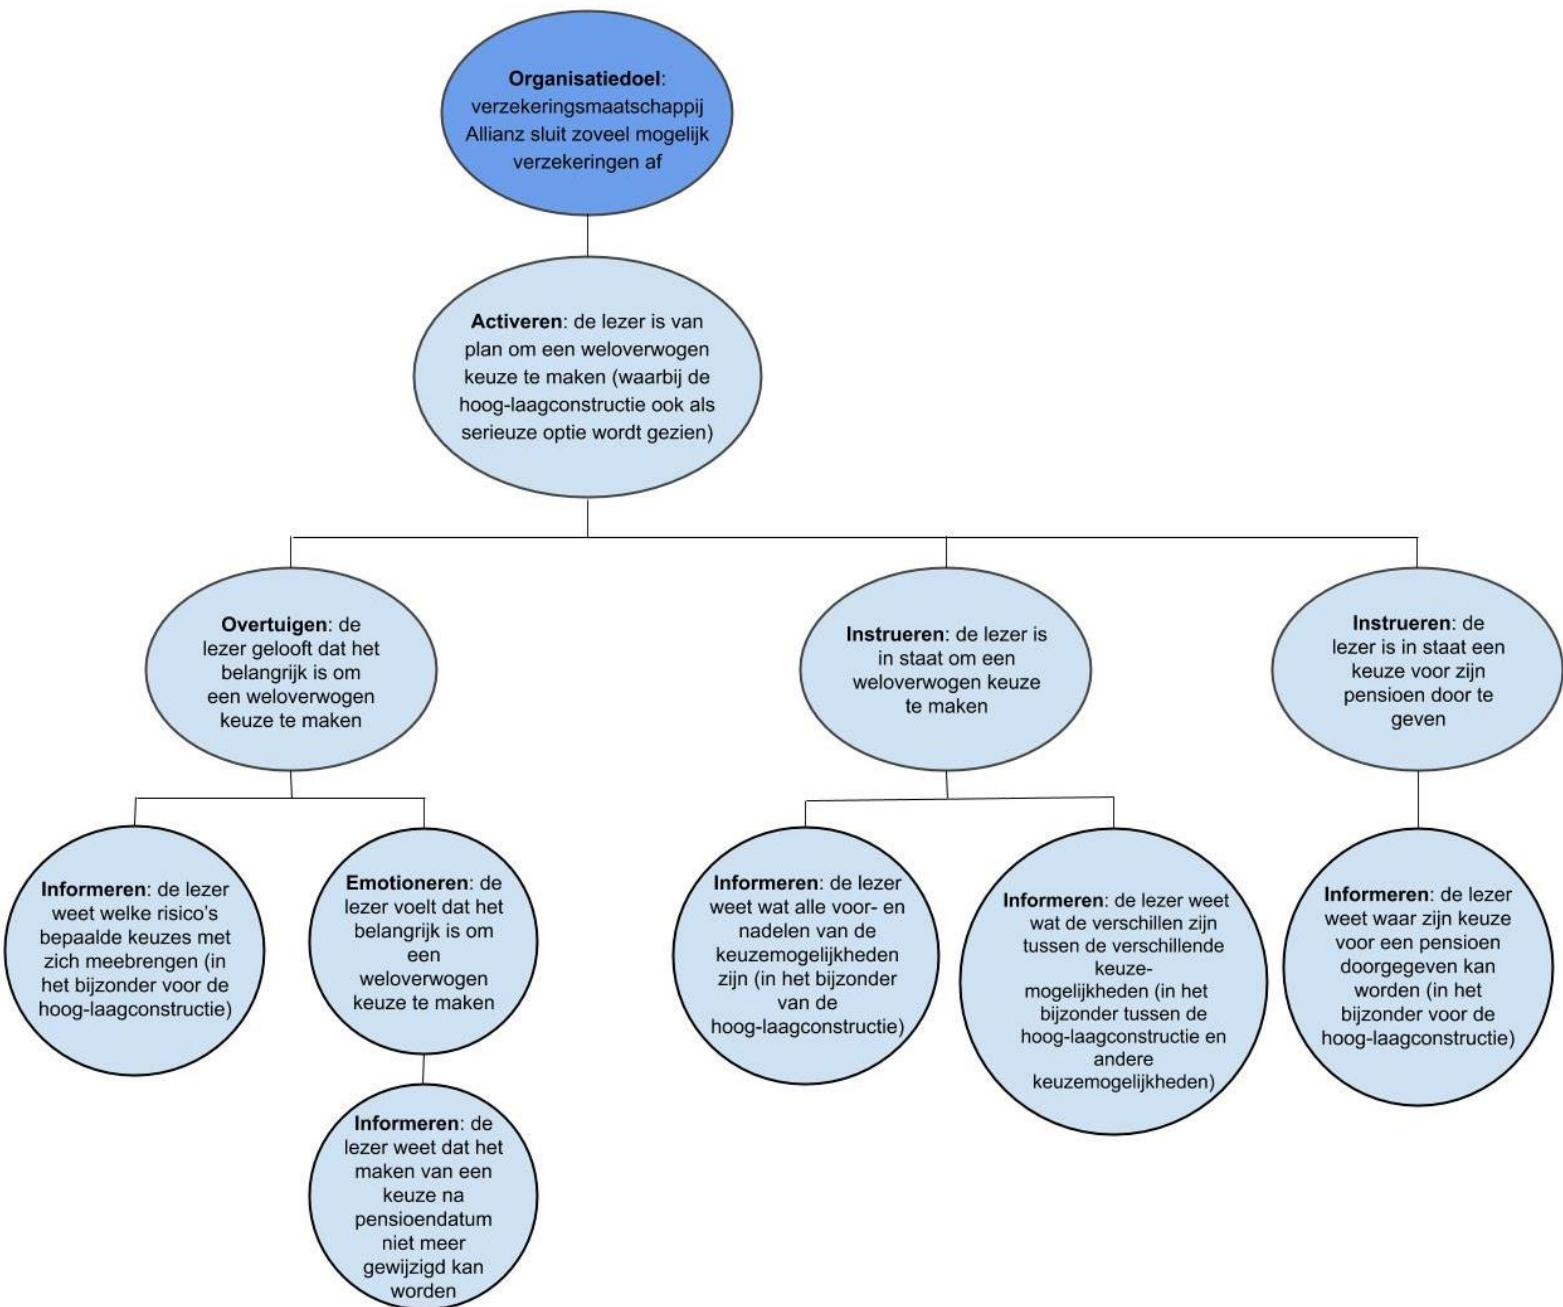 Organisatiedoel:
verzekeringsmaatschappij
Allianz sluit zoveel mogelijk
verzekeringen af
Activeren: de lezer is van
plan om een weloverwogen
keuze te maken (waarbij de
hoog-laagconstructie ook als
serieuze optie wordt gezien)
Overtuigen: de
lezer gelooft dat het
belangrijk is om
een weloverwogen
keuze te maken
Instrueren: de lezer is
in staat om een
weloverwogen keuze
te maken
Instrueren: de
lezer is in staat een
keuze voor zijn
pensioen door te
geven
Informeren: de lezer
weet welke risico's
bepaalde keuzes met
zich meebrengen (in
het bijzonder voor de
hoog-laagconstructie)
Emotioneren: de
lezer voelt dat het
belangrijk is om
een
weloverwogen
keuze te maken
Informeren: de lezer
weet wat alle voor- en
nadelen van de
keuzemogelijkheden
zijn (in het bijzonder
van de
hoog-laagconstructie)
Informeren: de lezer weet
wat de verschillen zijn
tussen de verschillende
keuze-
mogelijkheden (in het
bijzonder tussen de
hoog-laagconstructie en
andere
keuzemogelijkheden)
Informeren: de lezer
weet waar zijn keuze
voor een pensioen
doorgegeven kan
worden (in het
bijzonder voor de
hoog-laagconstructie)
Informeren: de
lezer weet dat het
maken van een
keuze na
pensioendatum
niet meer
gewijzigd kan
worden